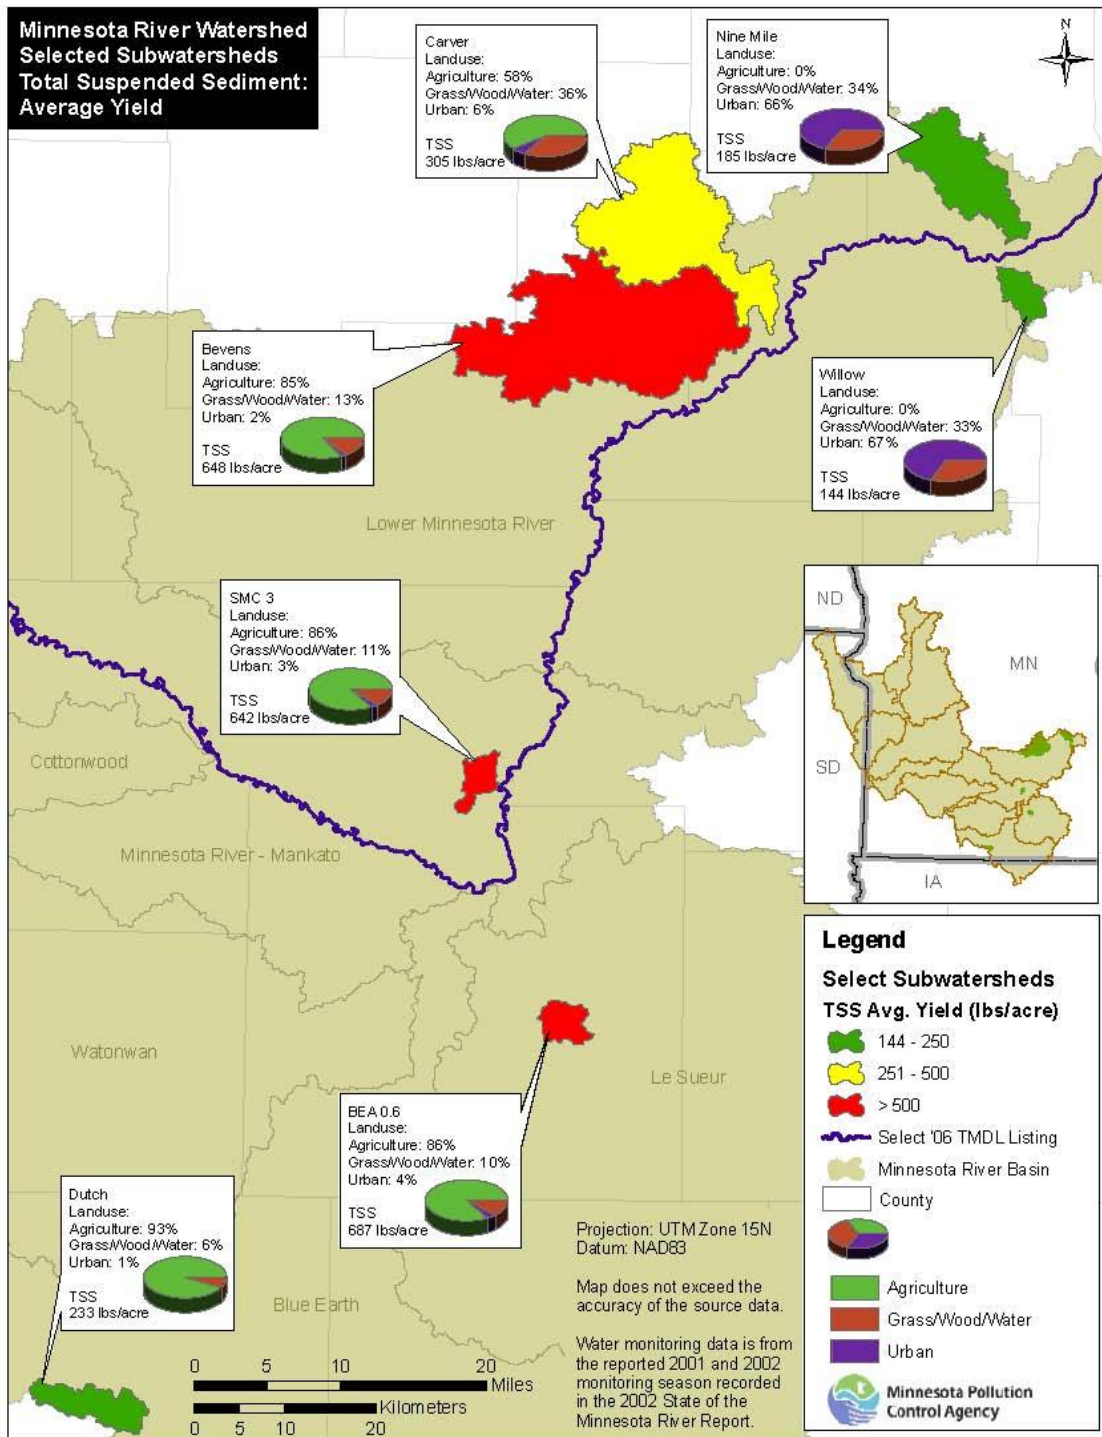 Minnesota River Watershed
Selected Subwatersheds
Total Suspended Sediment:
Average Yield
Carver
Landuse:
Agriculture: 58%
Grass/Wood/Water: 36%
Urban: 6%
TSS
305 lbs/acre
Nine Mile
Landuse:
Agriculture: 0%
Grass/Wood/Water: 34%
Urban: 66%
TSS
185 lbs/acre
N
Bevens
Landuse:
Agriculture: 85%
Grass/Wood/Water: 13%
Urban: 2%
TSS
648 lbs/acre
Willow
Landuse:
Agriculture: 0%
Grass/Wood/Water: 33%
Urban: 67%
TSS
144 lbs/acre
Lower Minnesota River
SMC 3
Landuse:
Agriculture: 86%
Grass/Wood/Water: 11%
Urban: 3%
TSS
642 lbs/acre
ND
MN
SD
IA
Cottonwood
Minnesota River - Mankato
Watonwan
Le Sueur
BEA 0.6
Landuse:
Agriculture: 86%
Grass/Wood/Water: 10%
Urban: 4%
TSS
687 lbs/acre
Dutch
Landuse:
Agriculture: 93%
Grass/Wood/Water: 6%
Urban: 1%
TSS
233 lbs/acre
Blue Earth
0 5 10 20
Miles
Kilometers
0 5 10 20
Projection: UTM Zone 15N
Datum: NAD83
Map does not exceed the
accuracy of the source data.
Water monitoring data is from
the reported 2001 and 2002
monitoring season recorded
in the 2002 State of the
Minnesota River Report.
Legend
Select Subwatersheds
TSS Avg. Yield (lbs/acre)
144 - 250
251 - 500
> 500
Select '06 TMDL Listing
Minnesota River Basin
County
Agriculture
Grass/Wood/Water
Urban
Minnesota Pollution
Control Agency